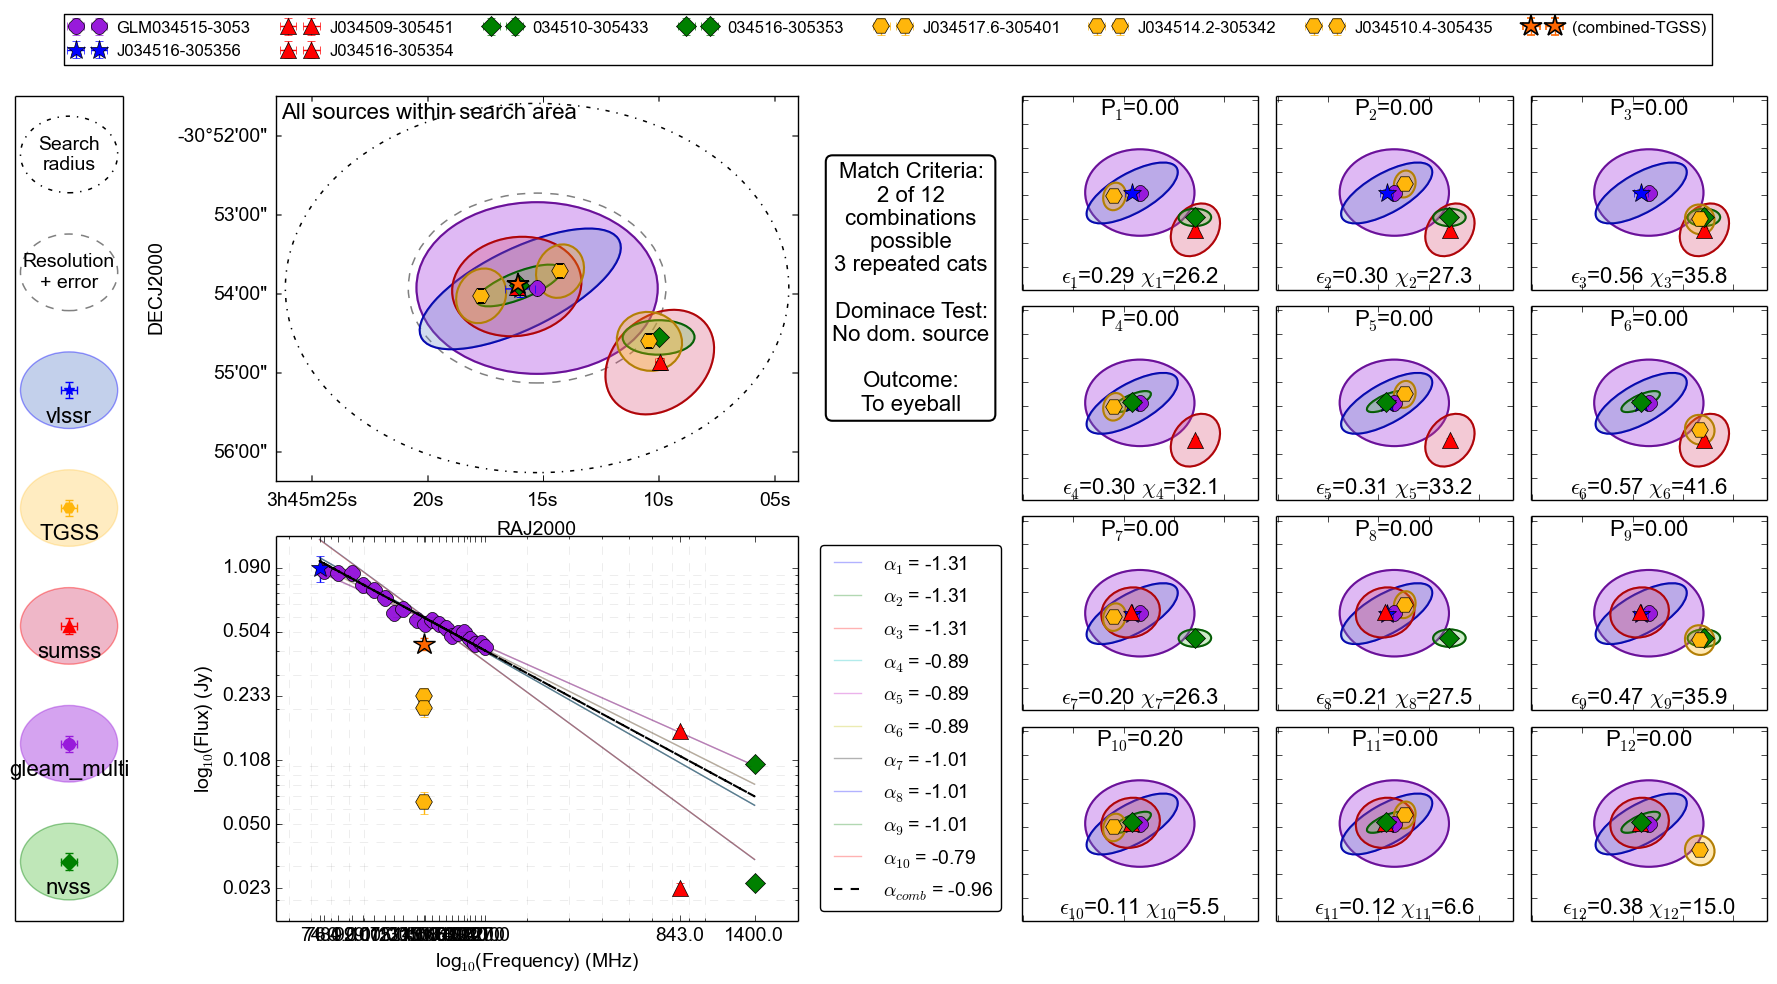 GLM034515-3053 J034509-305451 034510-305433 034516-305353 J034517.6-305401 J034514.2-305342 J034510.4-305435 (combined-TGSS)
J034516-305356 J034516-305354
Search
radius
Resolution
+ error
vlssr
TGSS
sumss
gleam_multi
nvss
All sources within search area
DECJ2000
-30°52'00"
53'00"
54'00"
55'00"
56'00"
3h45m25s 20s 15s 10s 05s
RAJ2000
Match Criteria:
2 of 12
combinations
possible
3 repeated cats
Dominace Test:
No dom. source
Outcome:
To eyeball
log10(Flux) (Jy)
1.090
0.504
0.233
0.108
0.050
0.023
843.0 1400.0
log10(Frequency) (MHz)
α1 = -1.31
α2 = -1.31
α3 = -1.31
α4 = -0.89
α5 = -0.89
α6 = -0.89
α7 = -1.01
α8 = -1.01
α9 = -1.01
α10 = -0.79
αcomb = -0.96
P1=0.00 P2=0.00 P3=0.00
ϵ1=0.29 χ1=26.2 ϵ2=0.30 χ2=27.3 ϵ3=0.56 χ3=35.8
P4=0.00 P5=0.00 P6=0.00
ϵ4=0.30 χ4=32.1 ϵ5=0.31 χ5=33.2 ϵ6=0.57 χ6=41.6
P7=0.00 P8=0.00 P9=0.00
ϵ7=0.20 χ7=26.3 ϵ8=0.21 χ8=27.5 ϵ9=0.47 χ9=35.9
P10=0.20 P11=0.00 P12=0.00
ϵ10=0.11 χ10=5.5 ϵ11=0.12 χ11=6.6 ϵ12=0.38 χ12=15.0